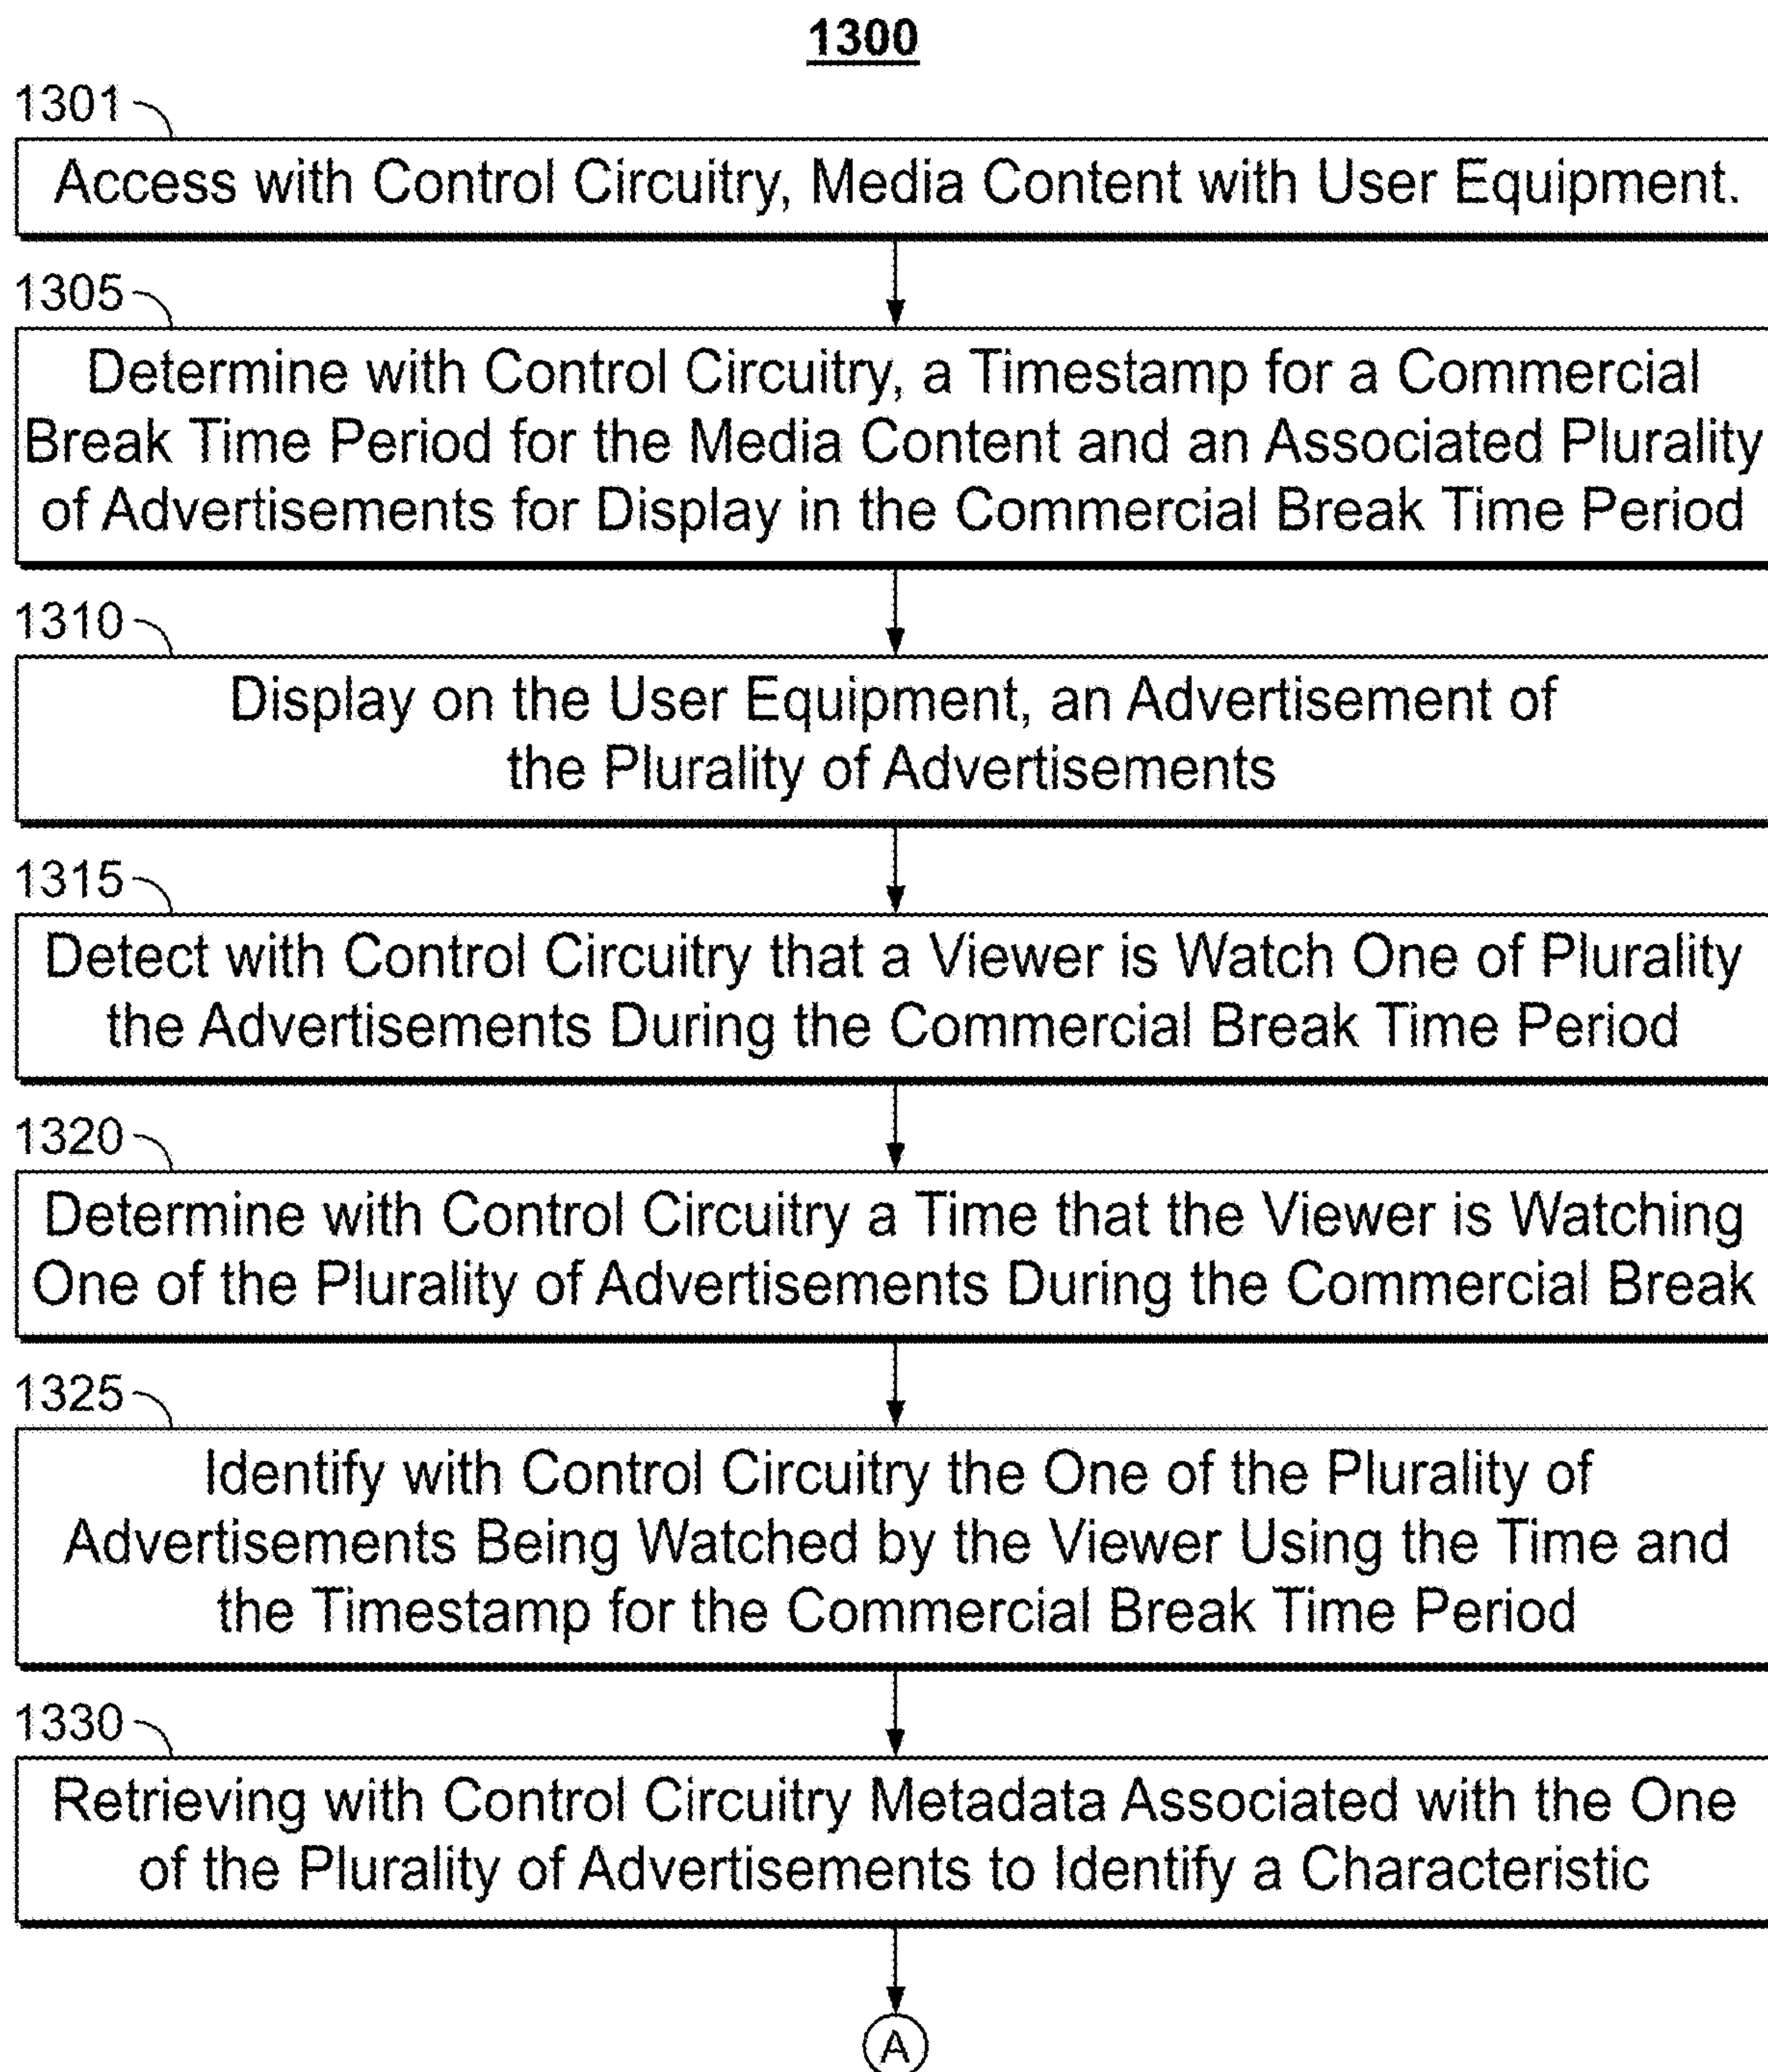 1300
1301
Access with Control Circuitry, Media Content with User Equipment.
1305
Determine with Control Circuitry, a Timestamp for a Commercial
Break Time Period for the Media Content and an Associated Plurality
of Advertisements for Display in the Commercial Break Time Period
1310
Display on the User Equipment, an Advertisement of
the Plurality of Advertisements
1315
Detect with Control Circuitry that a Viewer is Watch One of Plurality
the Advertisements During the Commercial Break Time Period
1320
Determine with Control Circuitry a Time that the Viewer is Watching
One of the Plurality of Advertisements During the Commercial Break
1325
Identify with Control Circuitry the One of the Plurality of
Advertisements Being Watched by the Viewer Using the Time and
the Timestamp for the Commercial Break Time Period
1330
Retrieving with Control Circuitry Metadata Associated with the One
of the Plurality of Advertisements to Identify a Characteristic
A